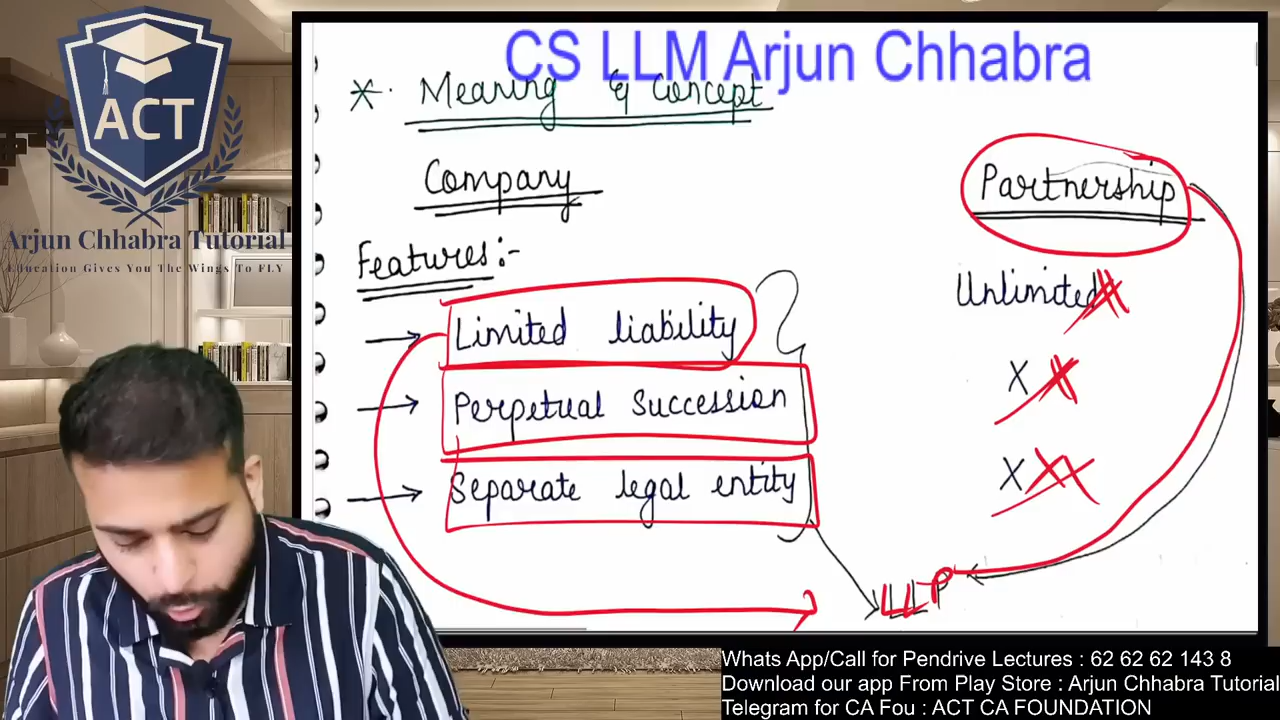 ACT
Arjun Chhabra Tutorial
Education Gives You The Wings To FLY
CS LLM Arjun Chhabra
Meaning & Concept
Company
Partnership
Features:-
Limited liability
Unlimited
Perpetual Succession
X
Separate legal entity
X
LLP
Whats App/Call for Pendrive Lectures : 62 62 62 143 8
Download our app From Play Store : Arjun Chhabra Tutorial
Telegram for CA Fou : ACT CA FOUNDATION